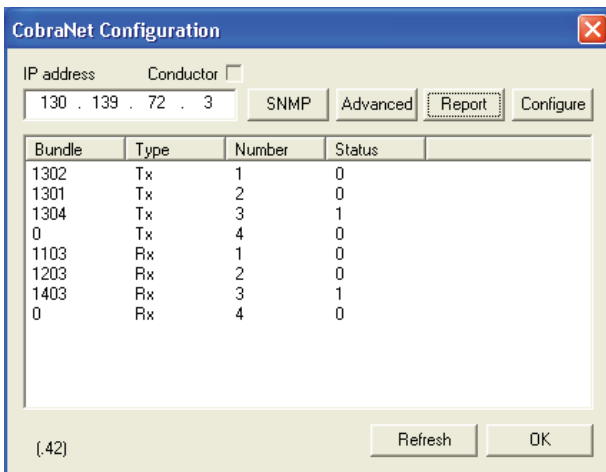 CobraNet Configuration
IP address Conductor
130 . 139 . 72 . 3 SNMP Advanced Report Configure
Bundle Type Number Status
1302 Tx 1 0
1301 Tx 2 0
1304 Tx 3 1
0 Tx 4 0
1103 Rx 1 0
1203 Rx 2 0
1403 Rx 3 1
0 Rx 4 0
(.42) Refresh OK